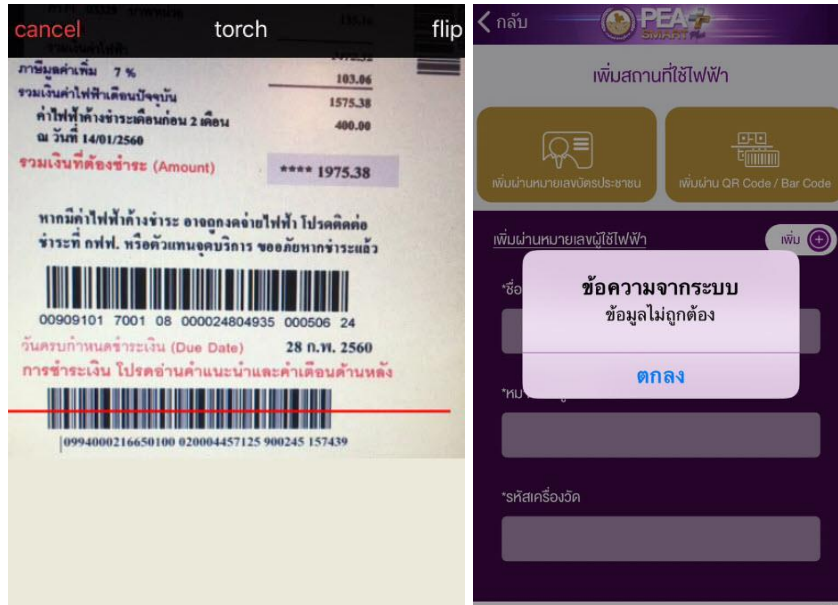 cancel torch flip
ภาษีมูลค่าเพิ่ม 7 % 103.06
รวมเงินค่าไฟฟ้าเดือนปัจจุบัน 1575.38
ค่าไฟฟ้าค้างชำระเดือนก่อน 2 เดือน 400.00
ณ วันที่ 14/01/2560
รวมเงินที่ต้องชำระ (Amount) **** 1975.38
หากมีค่าไฟฟ้าค้างชำระ อาจถูกงดจ่ายไฟฟ้า โปรดติดต่อ
ชำระที่ กฟฟ. หรือตัวแทนจุดบริการ ขออภัยหากชำระแล้ว
00909101 7001 08 000024804935 000506 24
วันครบกำหนดชำระเงิน (Due Date) 28 ก.พ. 2560
การชำระเงิน โปรดอ่านคำแนะนำและคำเตือนด้านหลัง
|0994000216650100 020004457125 900245 157439
กลับ
PEA
SMART Plus
เพิ่มสถานที่ใช้ไฟฟ้า
เพิ่มผ่านหมายเลขบัตรประชาชน เพิ่มผ่าน QR Code / Bar Code
เพิ่มผ่านหมายเลขผู้ใช้ไฟฟ้า เพิ่ม
*ชื่อ
ข้อความจากระบบ
ข้อมูลไม่ถูกต้อง
ตกลง
*รหัสเครื่องวัด